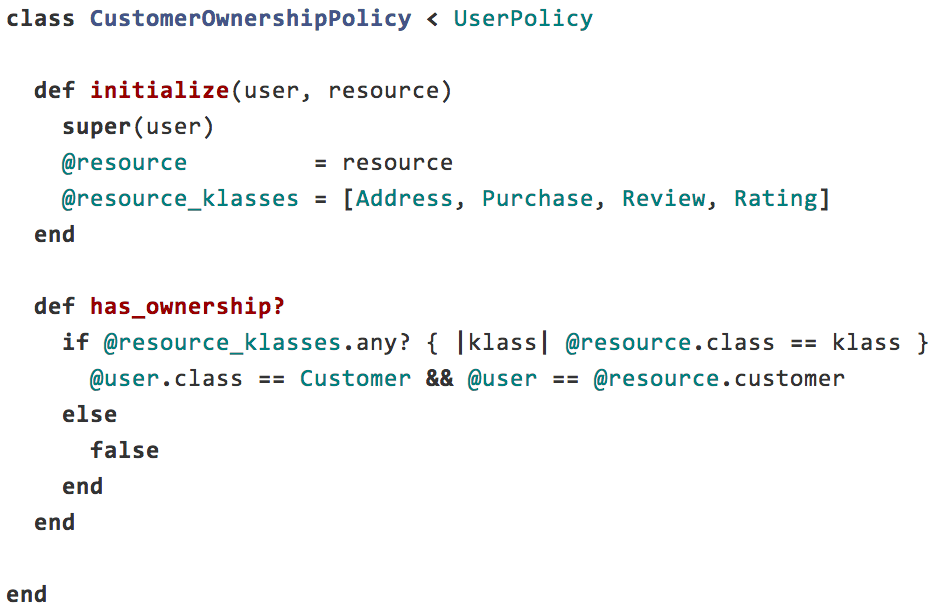 class CustomerOwnershipPolicy < UserPolicy

  def initialize(user, resource)
    super(user)
    @resource         = resource
    @resource_klasses = [Address, Purchase, Review, Rating]
  end

  def has_ownership?
    if @resource_klasses.any? { |klass| @resource.class == klass }
      @user.class == Customer && @user == @resource.customer
    else
      false
    end
  end

end